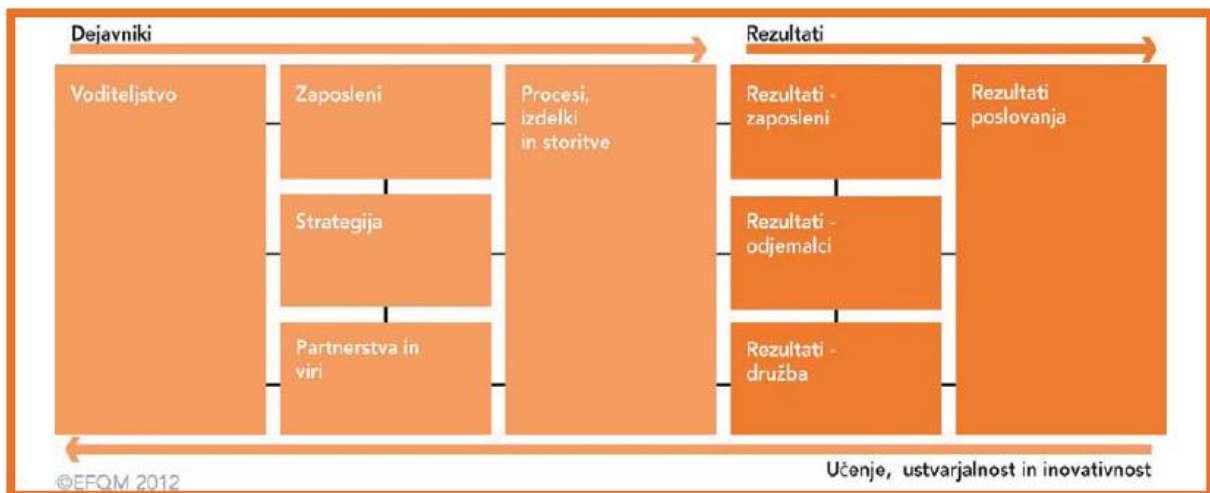 Dejavniki
Rezultati
Voditeljstvo
Zaposleni
Procesi,
izdelki
in storitve
Rezultati -
zaposleni
Rezultati
poslovanja
Strategija
Rezultati -
odjemalci
Partnerstva in
viri
Rezultati -
družba
Učenje, ustvarjalnost in inovativnost
©EFQM 2012